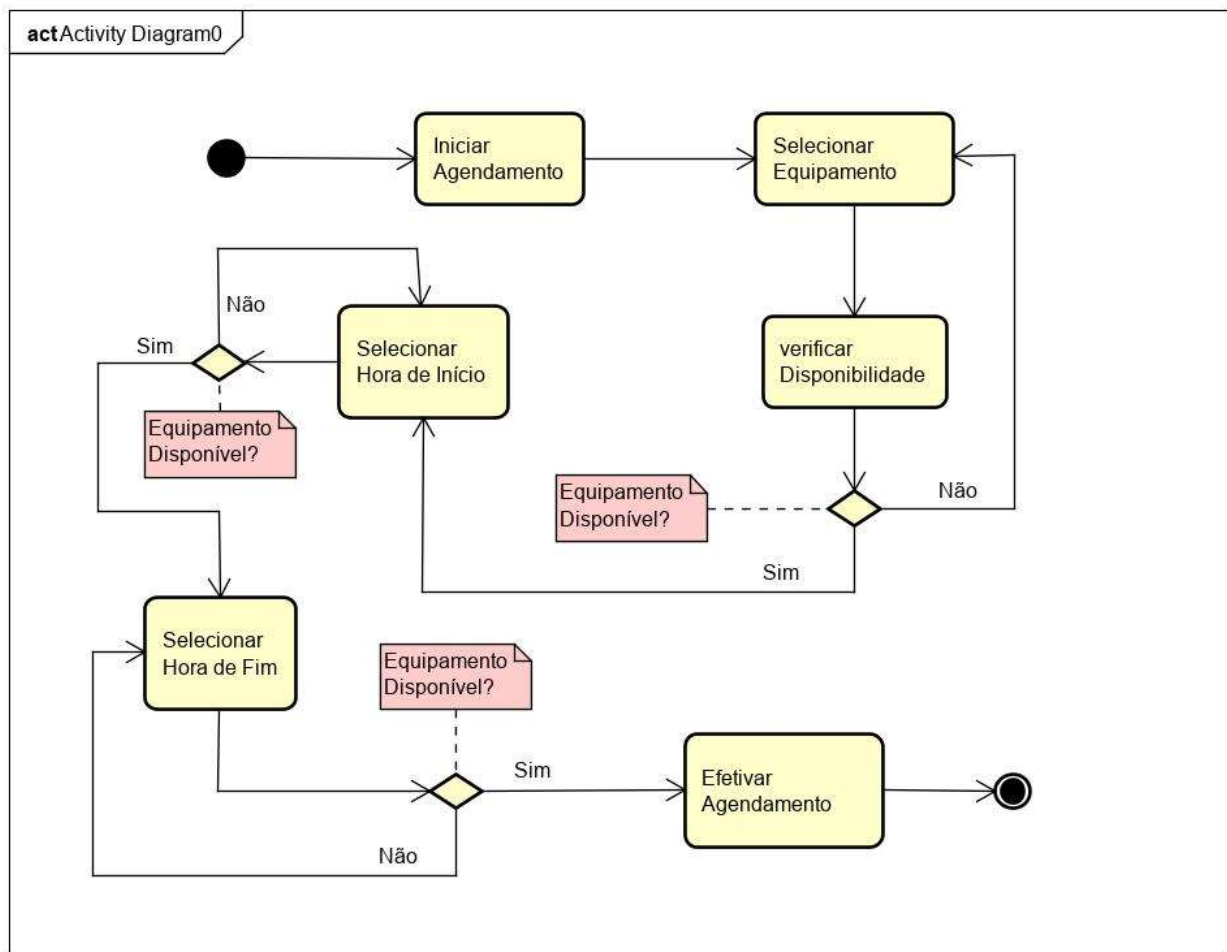 act Activity Diagram0
Iniciar
Agendamento
Selecionar
Equipamento
verificar
Disponibilidade
Equipamento
Disponível?
Não
Sim
Selecionar
Hora de Início
Não
Sim
Equipamento
Disponível?
Selecionar
Hora de Fim
Equipamento
Disponível?
Sim
Não
Efetivar
Agendamento